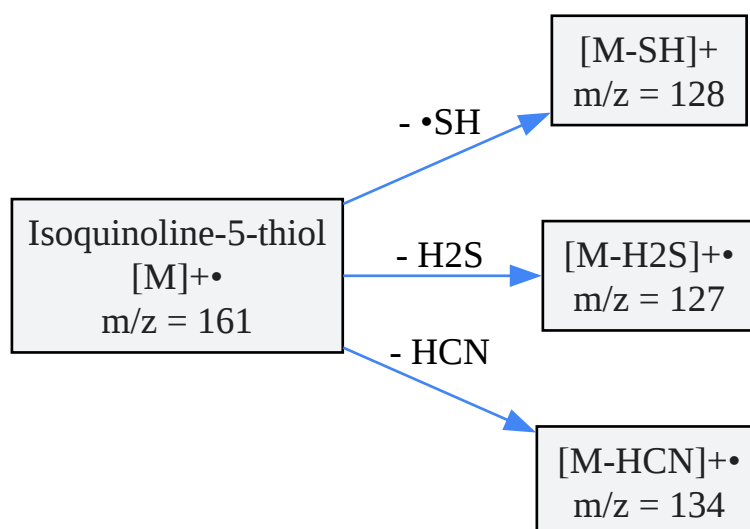 Isoquinoline-5-thiol
[M]+•
m/z = 161
- •SH
[M-SH]+
m/z = 128
- H2S
[M-H2S]+•
m/z = 127
- HCN
[M-HCN]+•
m/z = 134